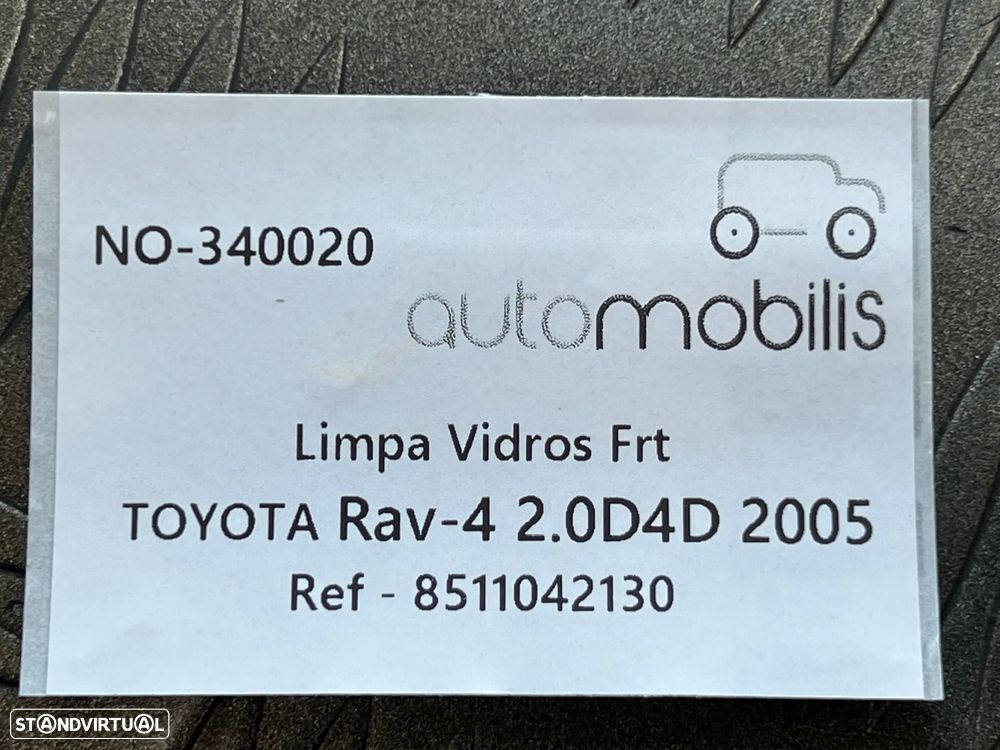 NO-340020
automobilis
Limpa Vidros Frt
TOYOTA Rav-4 2.0D4D 2005
Ref - 8511042130
STANDVIRTUAL